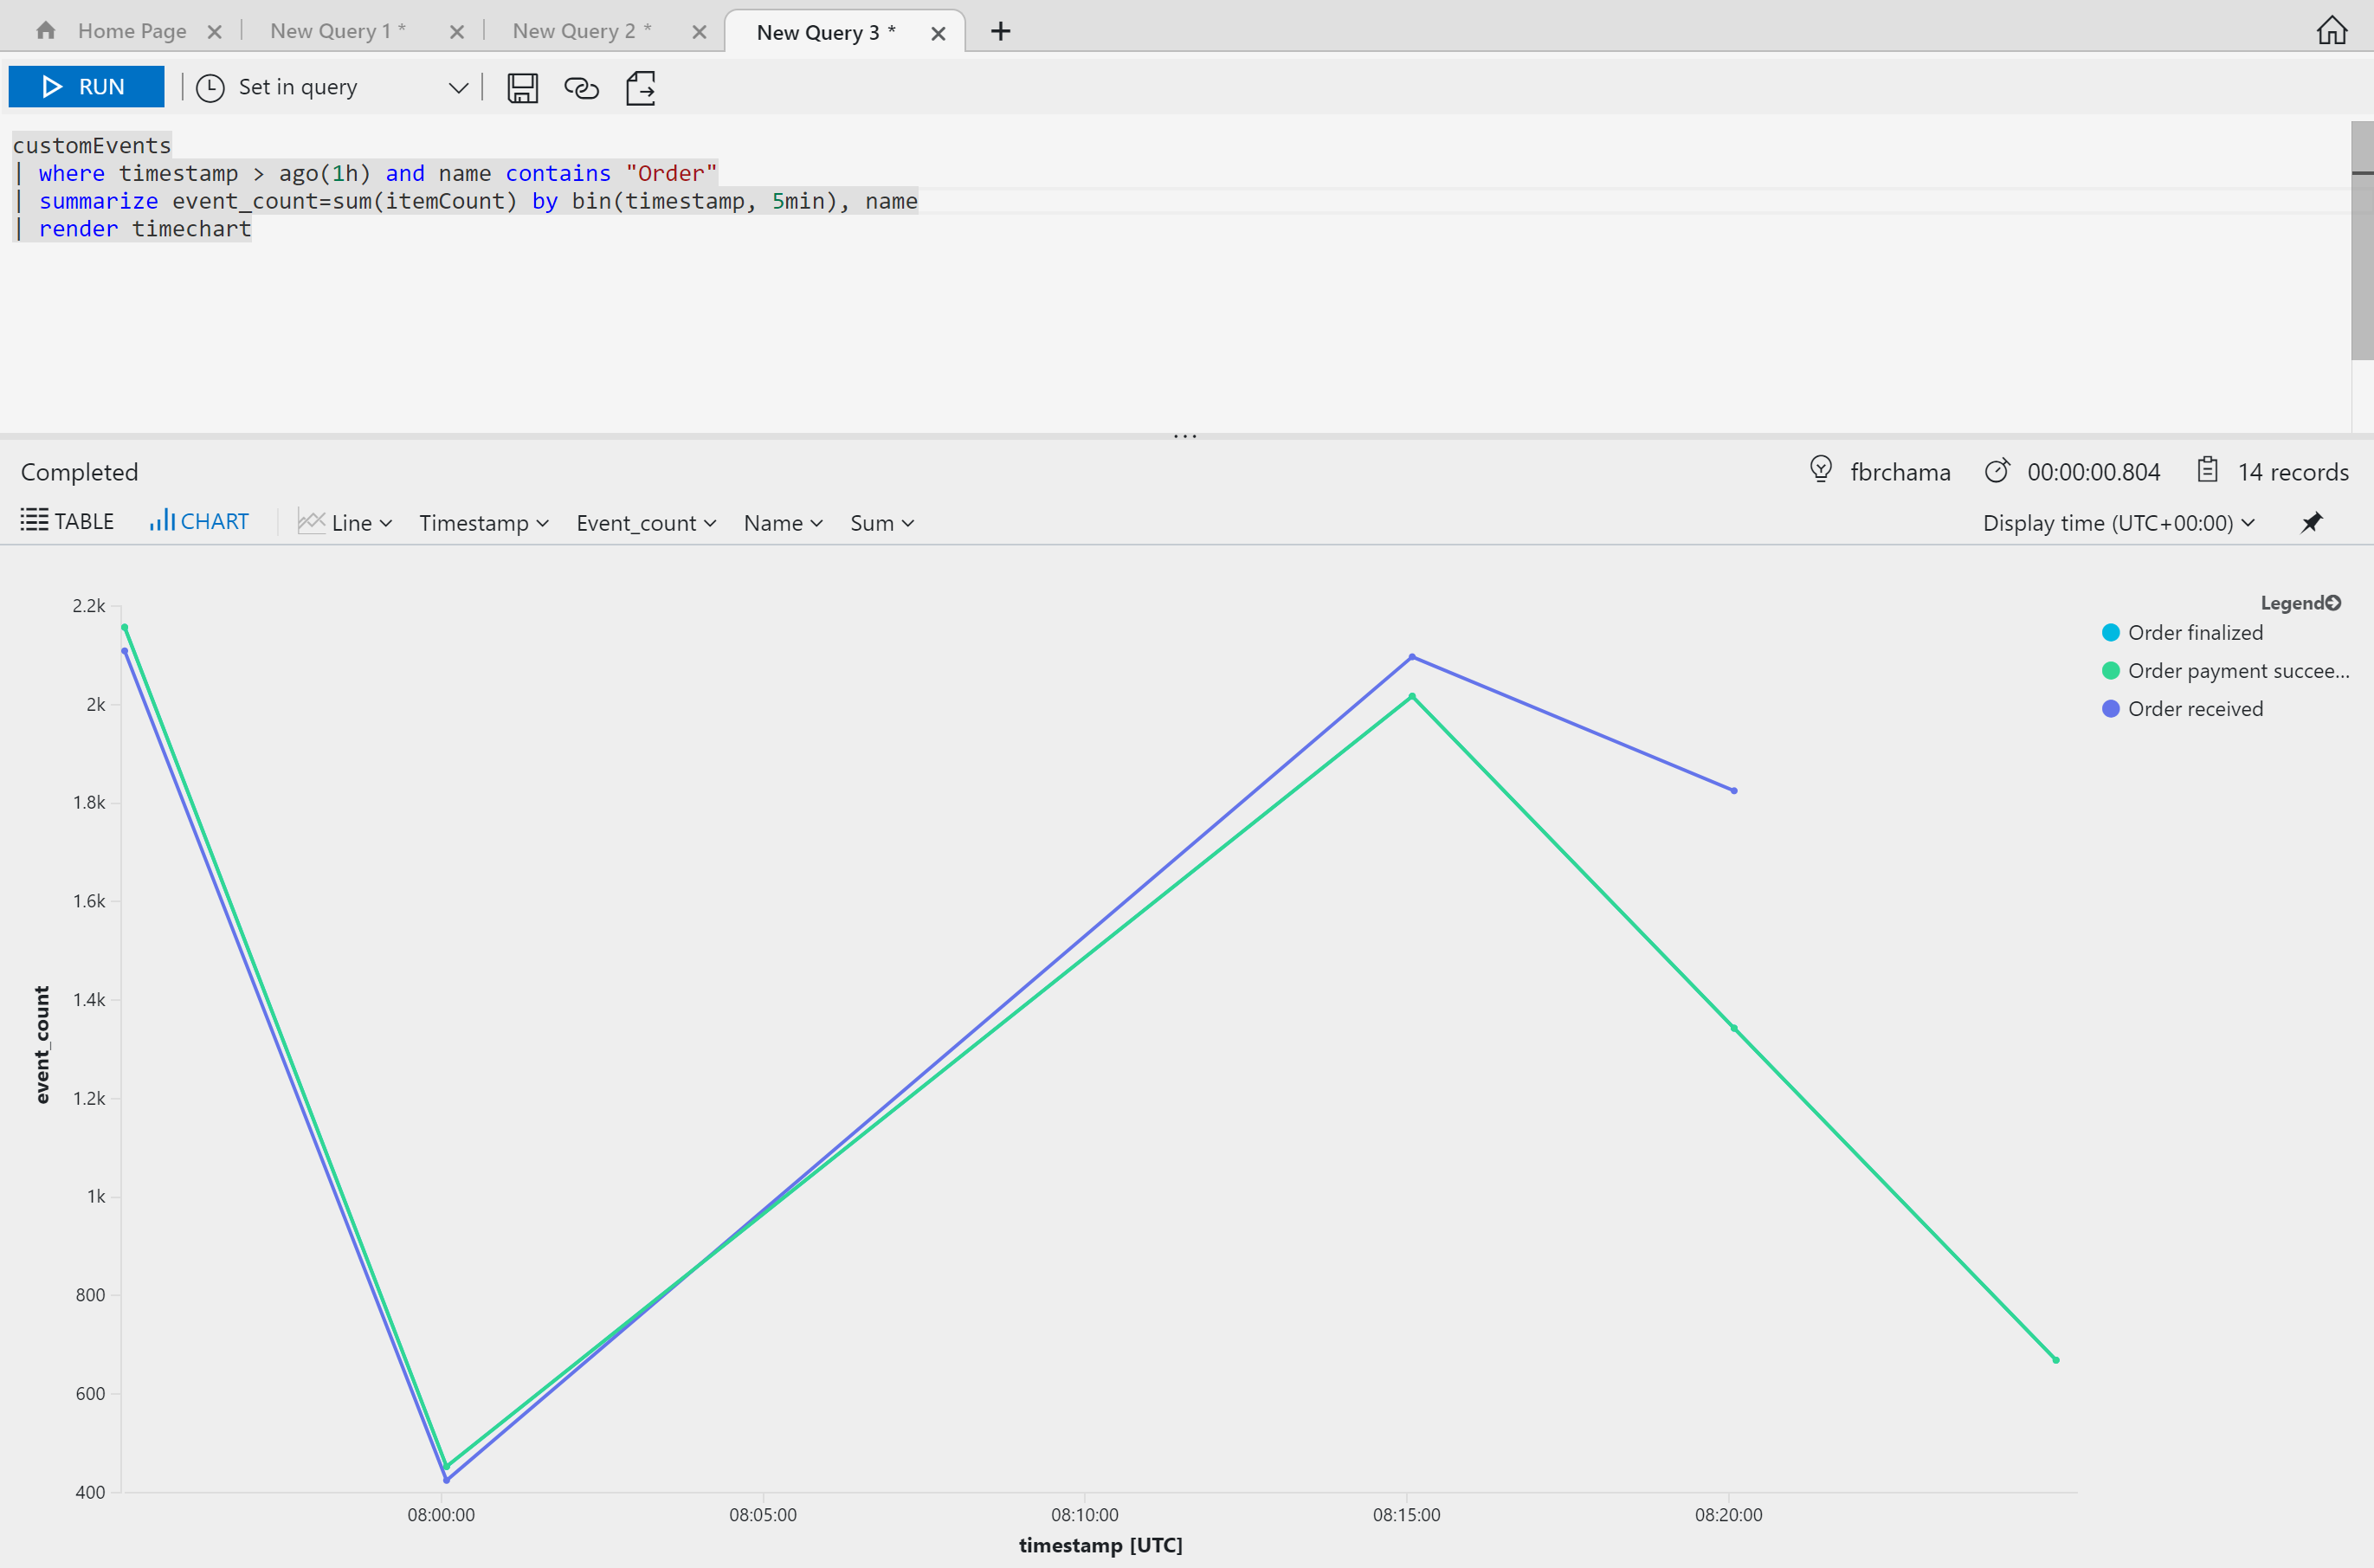 Home Page
New Query 1 *
New Query 2 *
New Query 3 *
RUN
Set in query
customEvents
| where timestamp > ago(1h) and name contains "Order"
| summarize event_count=sum(itemCount) by bin(timestamp, 5min), name
| render timechart
...
Completed
fbrchama
00:00:00.804
14 records
TABLE
CHART
Line
Timestamp
Event_count
Name
Sum
Display time (UTC+00:00)
Legend
Order finalized
Order payment succee...
Order received
event_count
2.2k
2k
1.8k
1.6k
1.4k
1.2k
1k
800
600
400
08:00:00
08:05:00
08:10:00
08:15:00
08:20:00
timestamp [UTC]